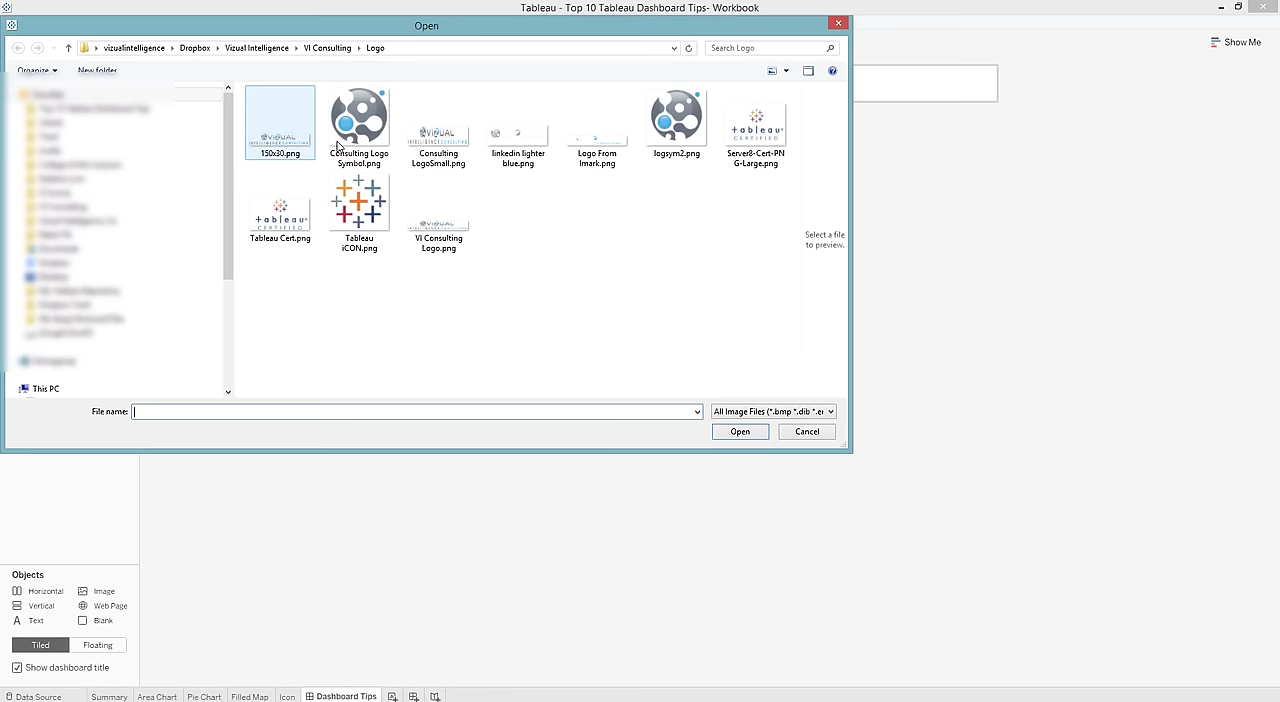 Tableau - Top 10 Tableau Dashboard Tips- Workbook
Open
vizualintelligence
Dropbox
Vizual Intelligence
VI Consulting
Logo
Search Logo
Show Me
Organize
New folder
150x30.png
Consulting Logo Symbol.png
Consulting LogoSmall.png
linkedin lighter blue.png
Logo From Imark.png
logsym2.png
Server8-Cert-PNG-Large.png
Tableau Cert.png
Tableau iCON.png
VI Consulting Logo.png
Select a file to preview.
This PC
File name:
All Image Files (*.bmp *.dib *.er
Open
Cancel
Objects
Horizontal
Image
Vertical
Web Page
Text
Blank
Tiled
Floating
Show dashboard title
Data Source
Summary
Area Chart
Pie Chart
Filled Map
Icon
Dashboard Tips